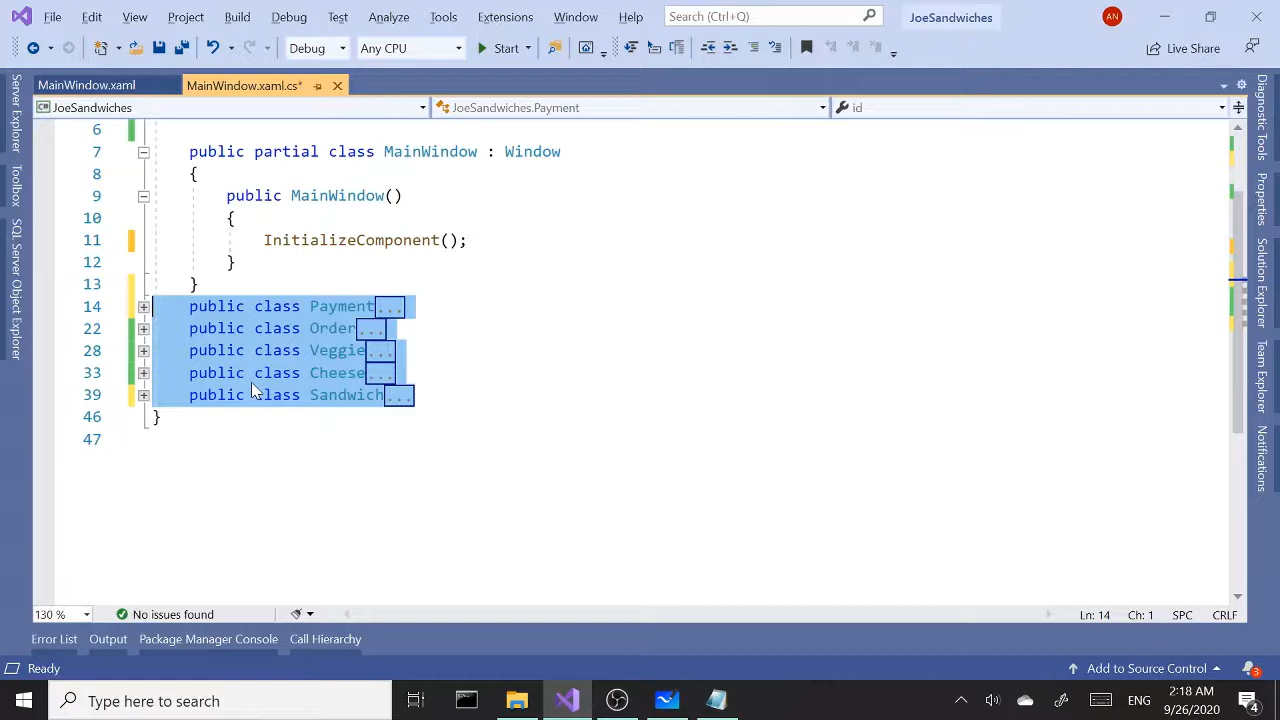 File Edit View Project Build Debug Test Analyze Tools Extensions Window Help Search (Ctrl+Q) JoeSandwiches AN
Debug Any CPU Start Live Share
MainWindow.xaml MainWindow.xaml.cs*
JoeSandwiches JoeSandwiches.Payment id
6
7 public partial class MainWindow : Window
8 {
9 public MainWindow()
10 {
11 InitializeComponent();
12 }
13 }
14 public class Payment...
22 public class Order...
28 public class Veggie...
33 public class Cheese...
39 public class Sandwich...
46 }
47
Server Explorer
Toolbox
SQL Server Object Explorer
Diagnostic Tools
Properties
Solution Explorer
Team Explorer
Notifications
130 % No issues found Ln: 14 Ch: 1 SPC CRLF
Error List Output Package Manager Console Call Hierarchy
Ready Add to Source Control 3
Type here to search ENG :18 AM 4
9/26/2020